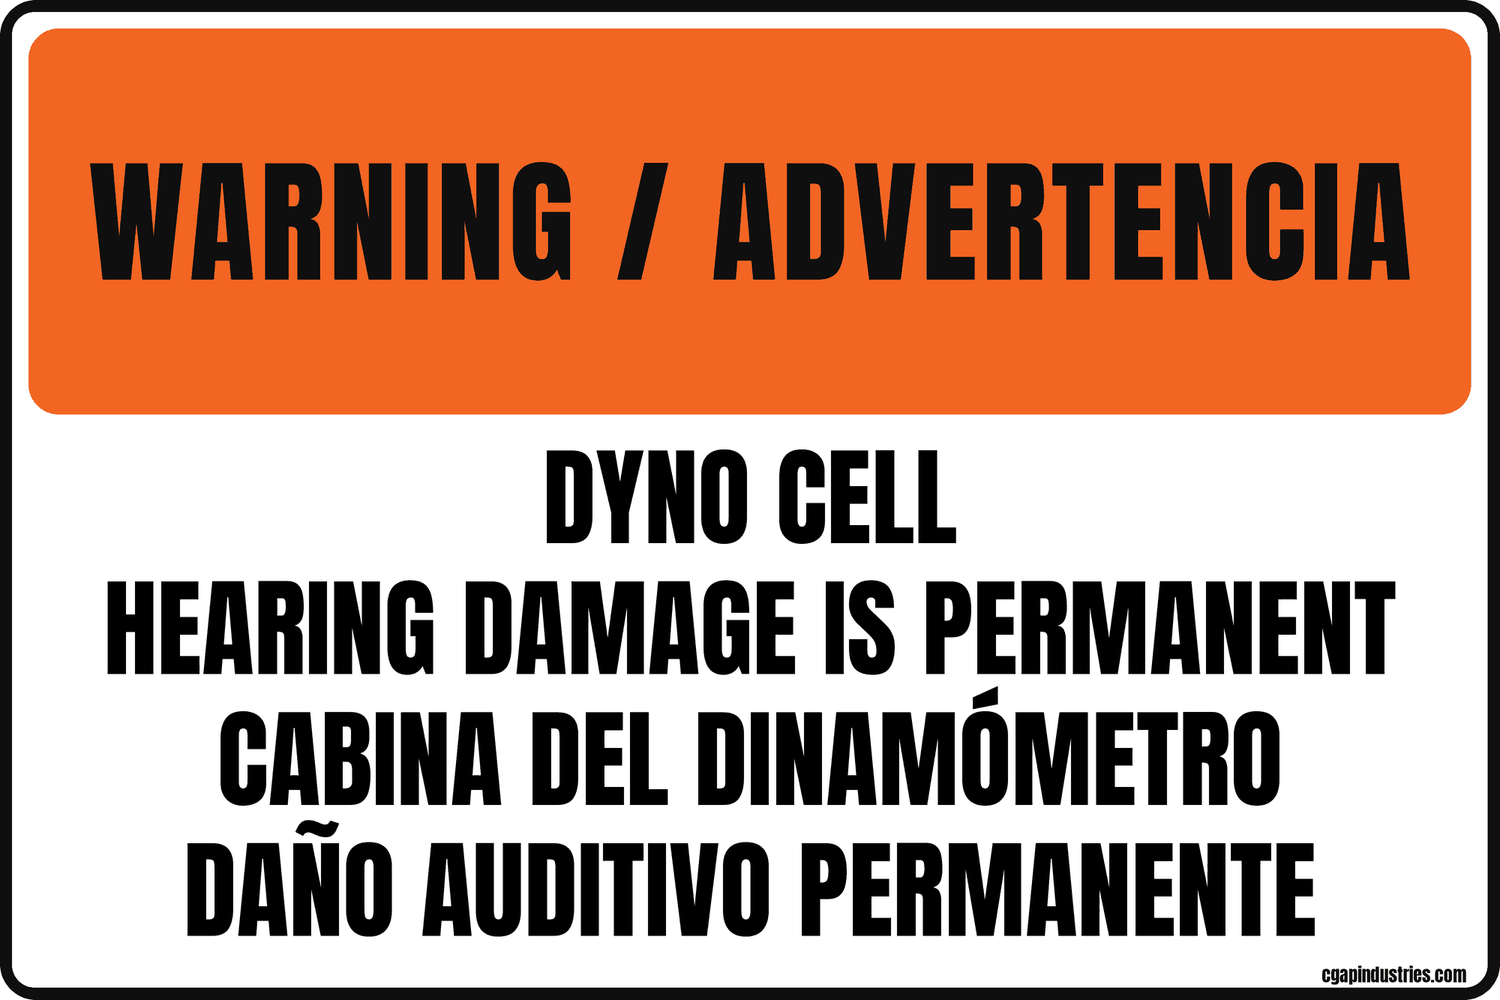 WARNING / ADVERTENCIA
DYNO CELL
HEARING DAMAGE IS PERMANENT
CABINA DEL DINAMÓMETRO
DAÑO AUDITIVO PERMANENTE
cgapindustries.com